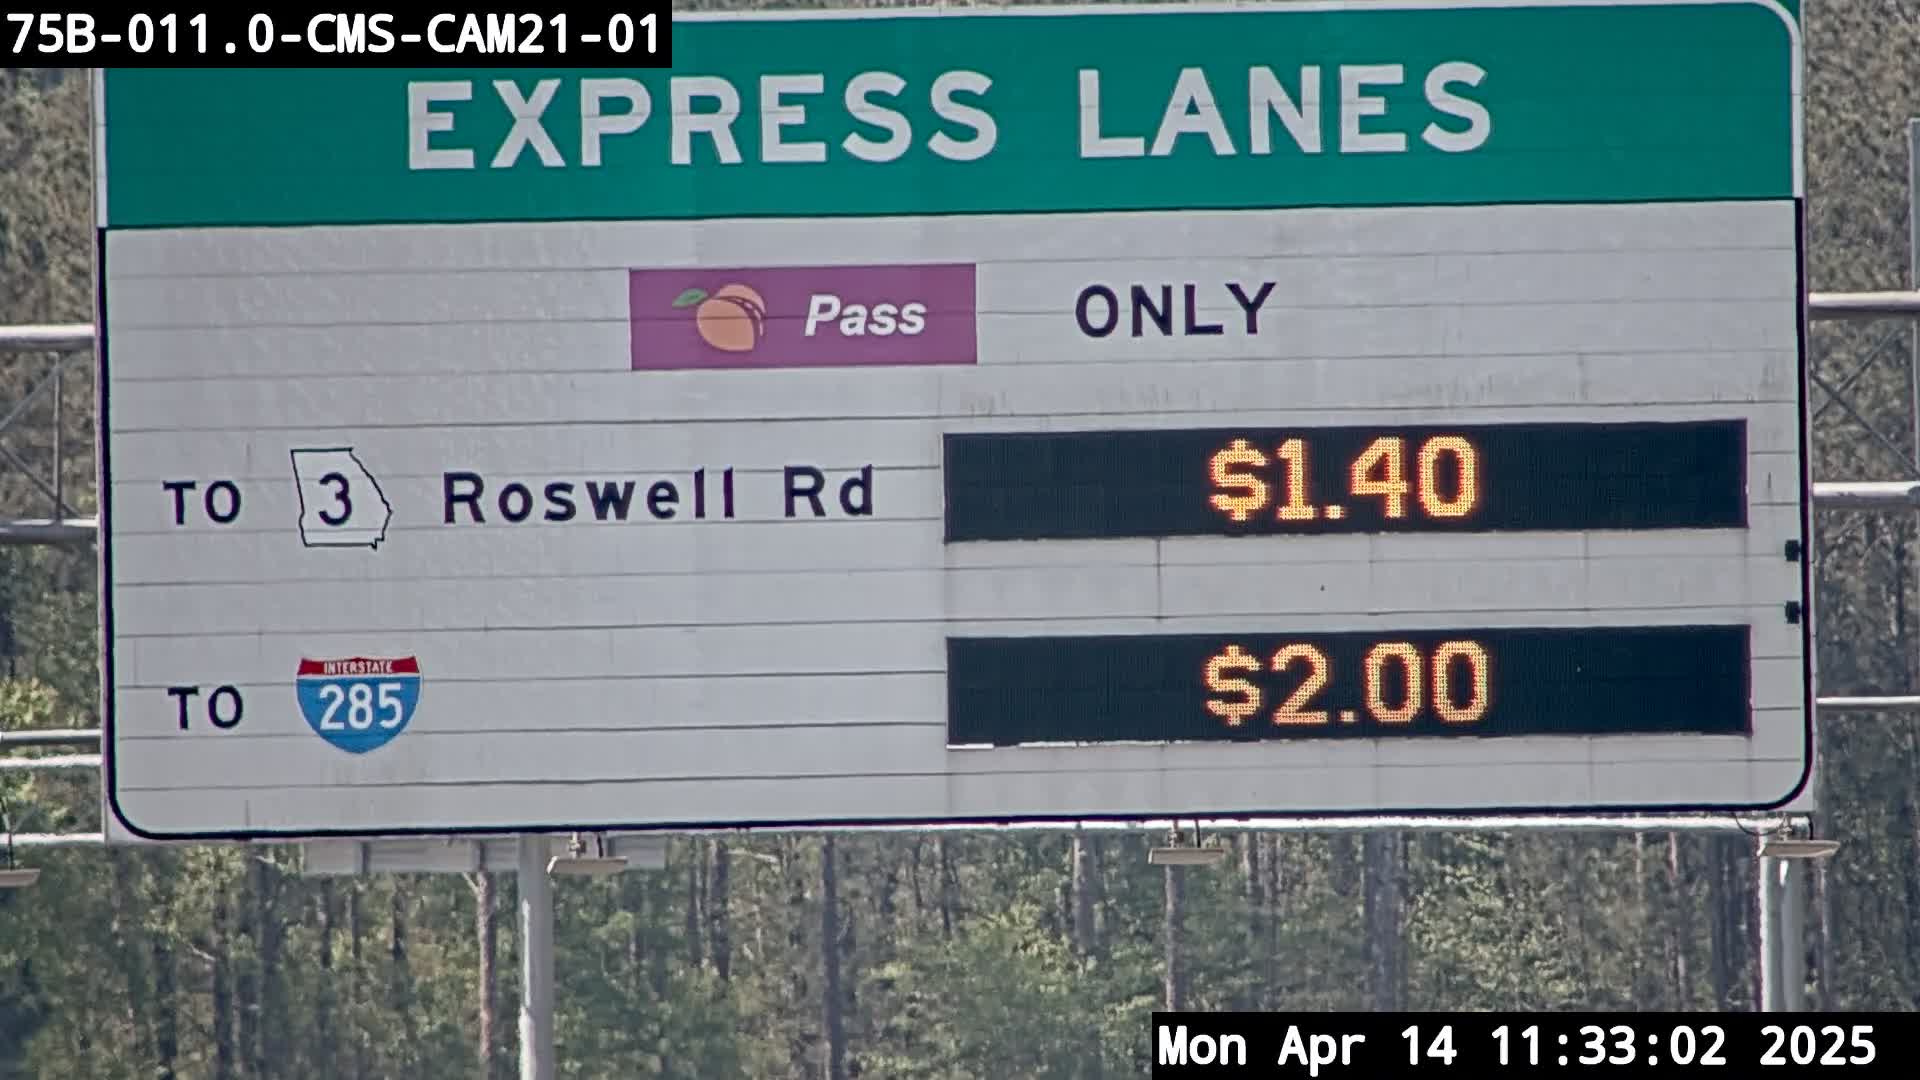 75B-011.0-CMS-CAM21-01
EXPRESS LANES
Pass ONLY
TO 3 Roswell Rd $1.40
TO INTERSTATE 285 $2.00
Mon Apr 14 11:33:02 2025